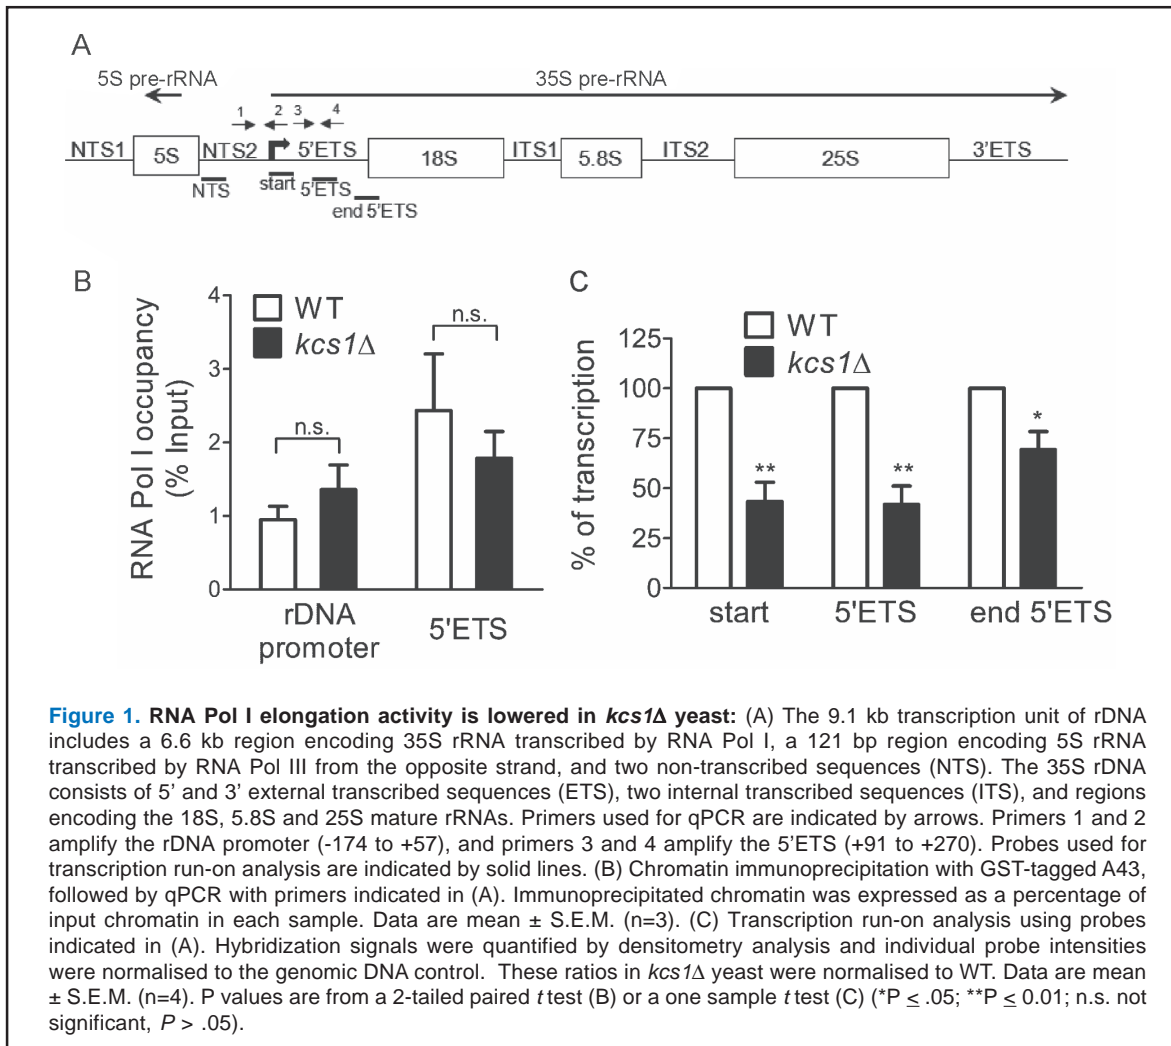 A
5S pre-rRNA
35S pre-rRNA
1 2 3 4
NTS1 5S NTS2 5'ETS 18S ITS1 5.8S ITS2 25S 3'ETS
NTS start 5'ETS
end 5'ETS
B
RNA Pol I occupancy
(% Input)
4
3
2
1
0
WT
kcs1Δ
n.s.
n.s.
rDNA
promoter
5'ETS
C
% of transcription
125
100
75
50
25
0
WT
kcs1Δ
**
**
*
start
5'ETS
end 5'ETS
Figure 1. RNA Pol I elongation activity is lowered in kcs1Δ yeast: (A) The 9.1 kb transcription unit of rDNA
includes a 6.6 kb region encoding 35S rRNA transcribed by RNA Pol I, a 121 bp region encoding 5S rRNA
transcribed by RNA Pol III from the opposite strand, and two non-transcribed sequences (NTS). The 35S rDNA
consists of 5' and 3' external transcribed sequences (ETS), two internal transcribed sequences (ITS), and regions
encoding the 18S, 5.8S and 25S mature rRNAs. Primers used for qPCR are indicated by arrows. Primers 1 and 2
amplify the rDNA promoter (-174 to +57), and primers 3 and 4 amplify the 5'ETS (+91 to +270). Probes used for
transcription run-on analysis are indicated by solid lines. (B) Chromatin immunoprecipitation with GST-tagged A43,
followed by qPCR with primers indicated in (A). Immunoprecipitated chromatin was expressed as a percentage of
input chromatin in each sample. Data are mean ± S.E.M. (n=3). (C) Transcription run-on analysis using probes
indicated in (A). Hybridization signals were quantified by densitometry analysis and individual probe intensities
were normalised to the genomic DNA control. These ratios in kcs1Δ yeast were normalised to WT. Data are mean
± S.E.M. (n=4). P values are from a 2-tailed paired t test (B) or a one sample t test (C) (*P ≤ .05; **P ≤ 0.01; n.s. not
significant, P > .05).